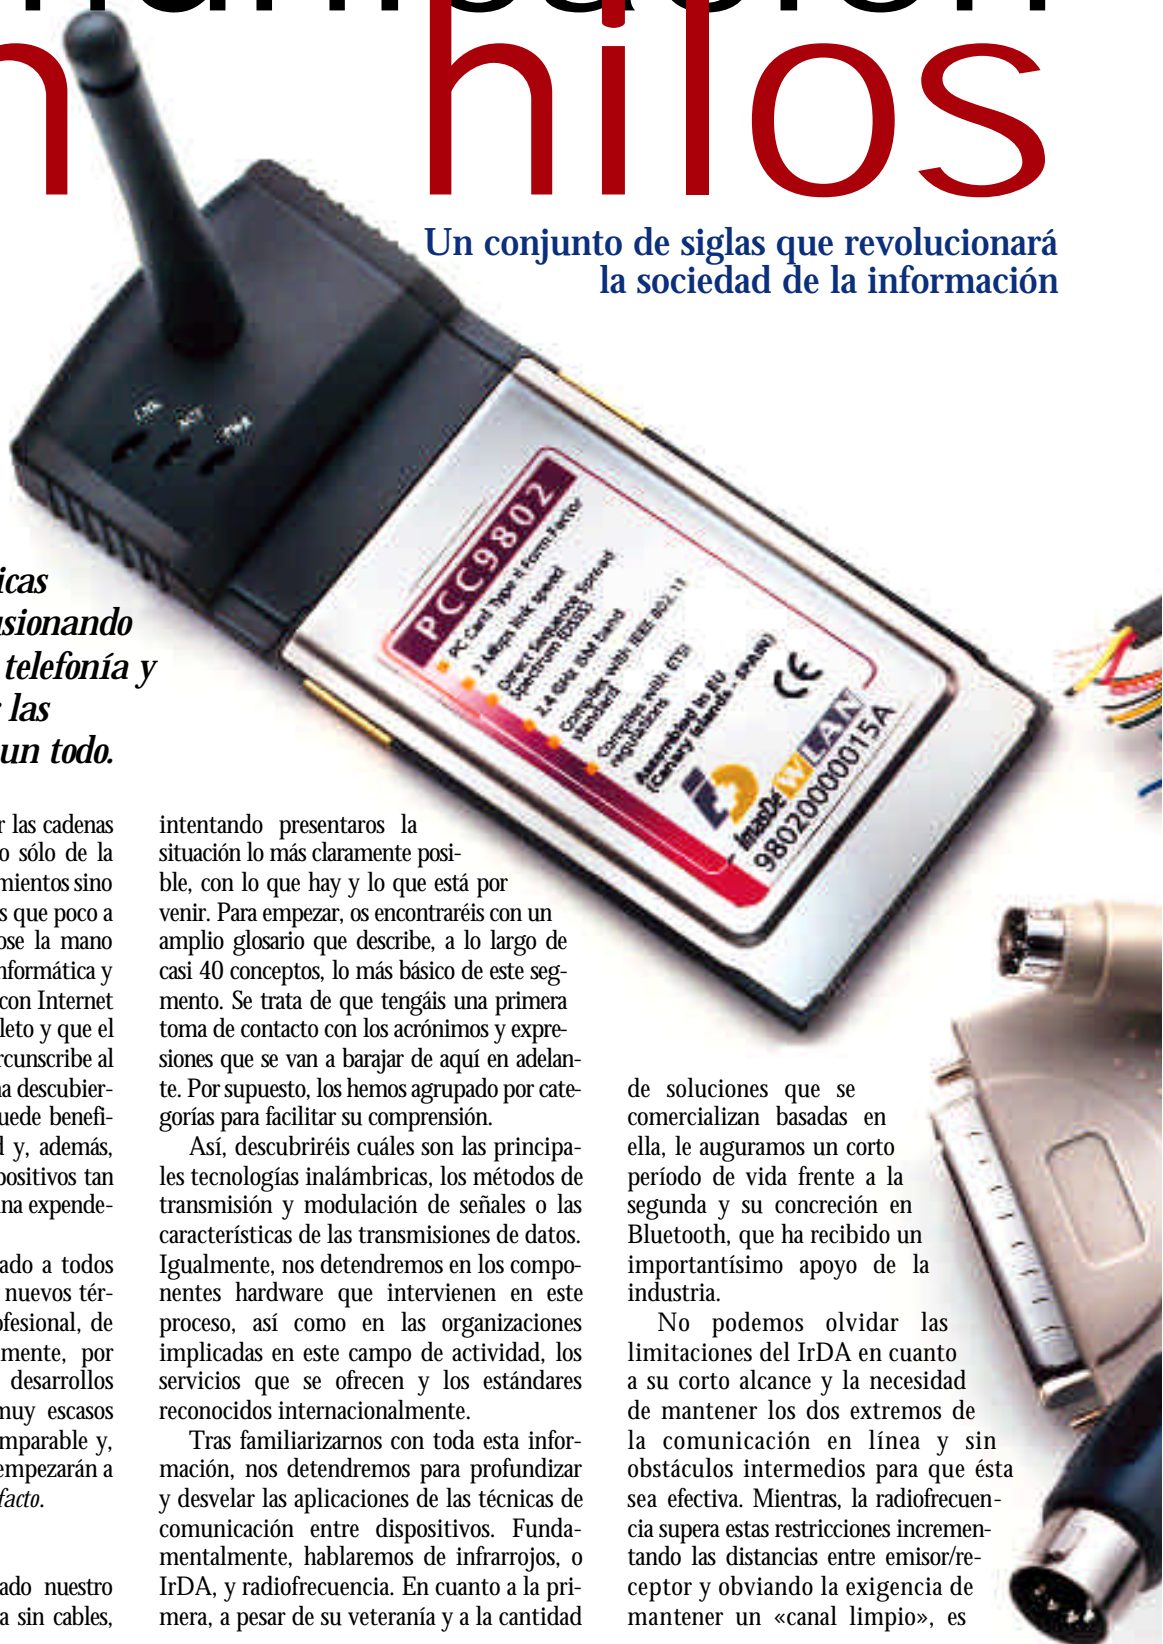 hilos
Un conjunto de siglas que revolucionará
la sociedad de la información
LNK
ACT
PWR
PCC9802
PC Card Type II Form Factor
2 Mbps link speed
Direct Sequence Spread
Spectrum (DSSS)
2.4 GHz ISM band
Complies with IEEE 802.11
standard
Complies with ETSI
regulations
Assembled in EU
(Canary Islands - SPAIN)
CE
ImasDe WLAN
98020000015A
telefonía y
las
un todo.
r las cadenas
o sólo de la
mientos sino
s que poco a
ose la mano
nformática y
con Internet
leto y que el
rcunscribe al
na descubier-
uede benefi-
d y, además,
positivos tan
na expende-
ado a todos
nuevos tér-
ofesional, de
mente, por
desarrollos
muy escasos
mparable y,
empezarán a
facto.
ado nuestro
a sin cables,
intentando presentaros la
situación lo más claramente posi-
ble, con lo que hay y lo que está por
venir. Para empezar, os encontraréis con un
amplio glosario que describe, a lo largo de
casi 40 conceptos, lo más básico de este seg-
mento. Se trata de que tengáis una primera
toma de contacto con los acrónimos y expre-
siones que se van a barajar de aquí en adelan-
te. Por supuesto, los hemos agrupado por cate-
gorías para facilitar su comprensión.
Así, descubriréis cuáles son las principa-
les tecnologías inalámbricas, los métodos de
transmisión y modulación de señales o las
características de las transmisiones de datos.
Igualmente, nos detendremos en los compo-
nentes hardware que intervienen en este
proceso, así como en las organizaciones
implicadas en este campo de actividad, los
servicios que se ofrecen y los estándares
reconocidos internacionalmente.
Tras familiarizarnos con toda esta infor-
mación, nos detendremos para profundizar
y desvelar las aplicaciones de las técnicas de
comunicación entre dispositivos. Funda-
mentalmente, hablaremos de infrarrojos, o
IrDA, y radiofrecuencia. En cuanto a la pri-
mera, a pesar de su veteranía y a la cantidad
de soluciones que se
comercializan basadas en
ella, le auguramos un corto
período de vida frente a la
segunda y su concreción en
Bluetooth, que ha recibido un
importantísimo apoyo de la
industria.
No podemos olvidar las
limitaciones del IrDA en cuanto
a su corto alcance y la necesidad
de mantener los dos extremos de
la comunicación en línea y sin
obstáculos intermedios para que ésta
sea efectiva. Mientras, la radiofrecuen-
cia supera estas restricciones incremen-
tando las distancias entre emisor/re-
ceptor y obviando la exigencia de
mantener un «canal limpio», es